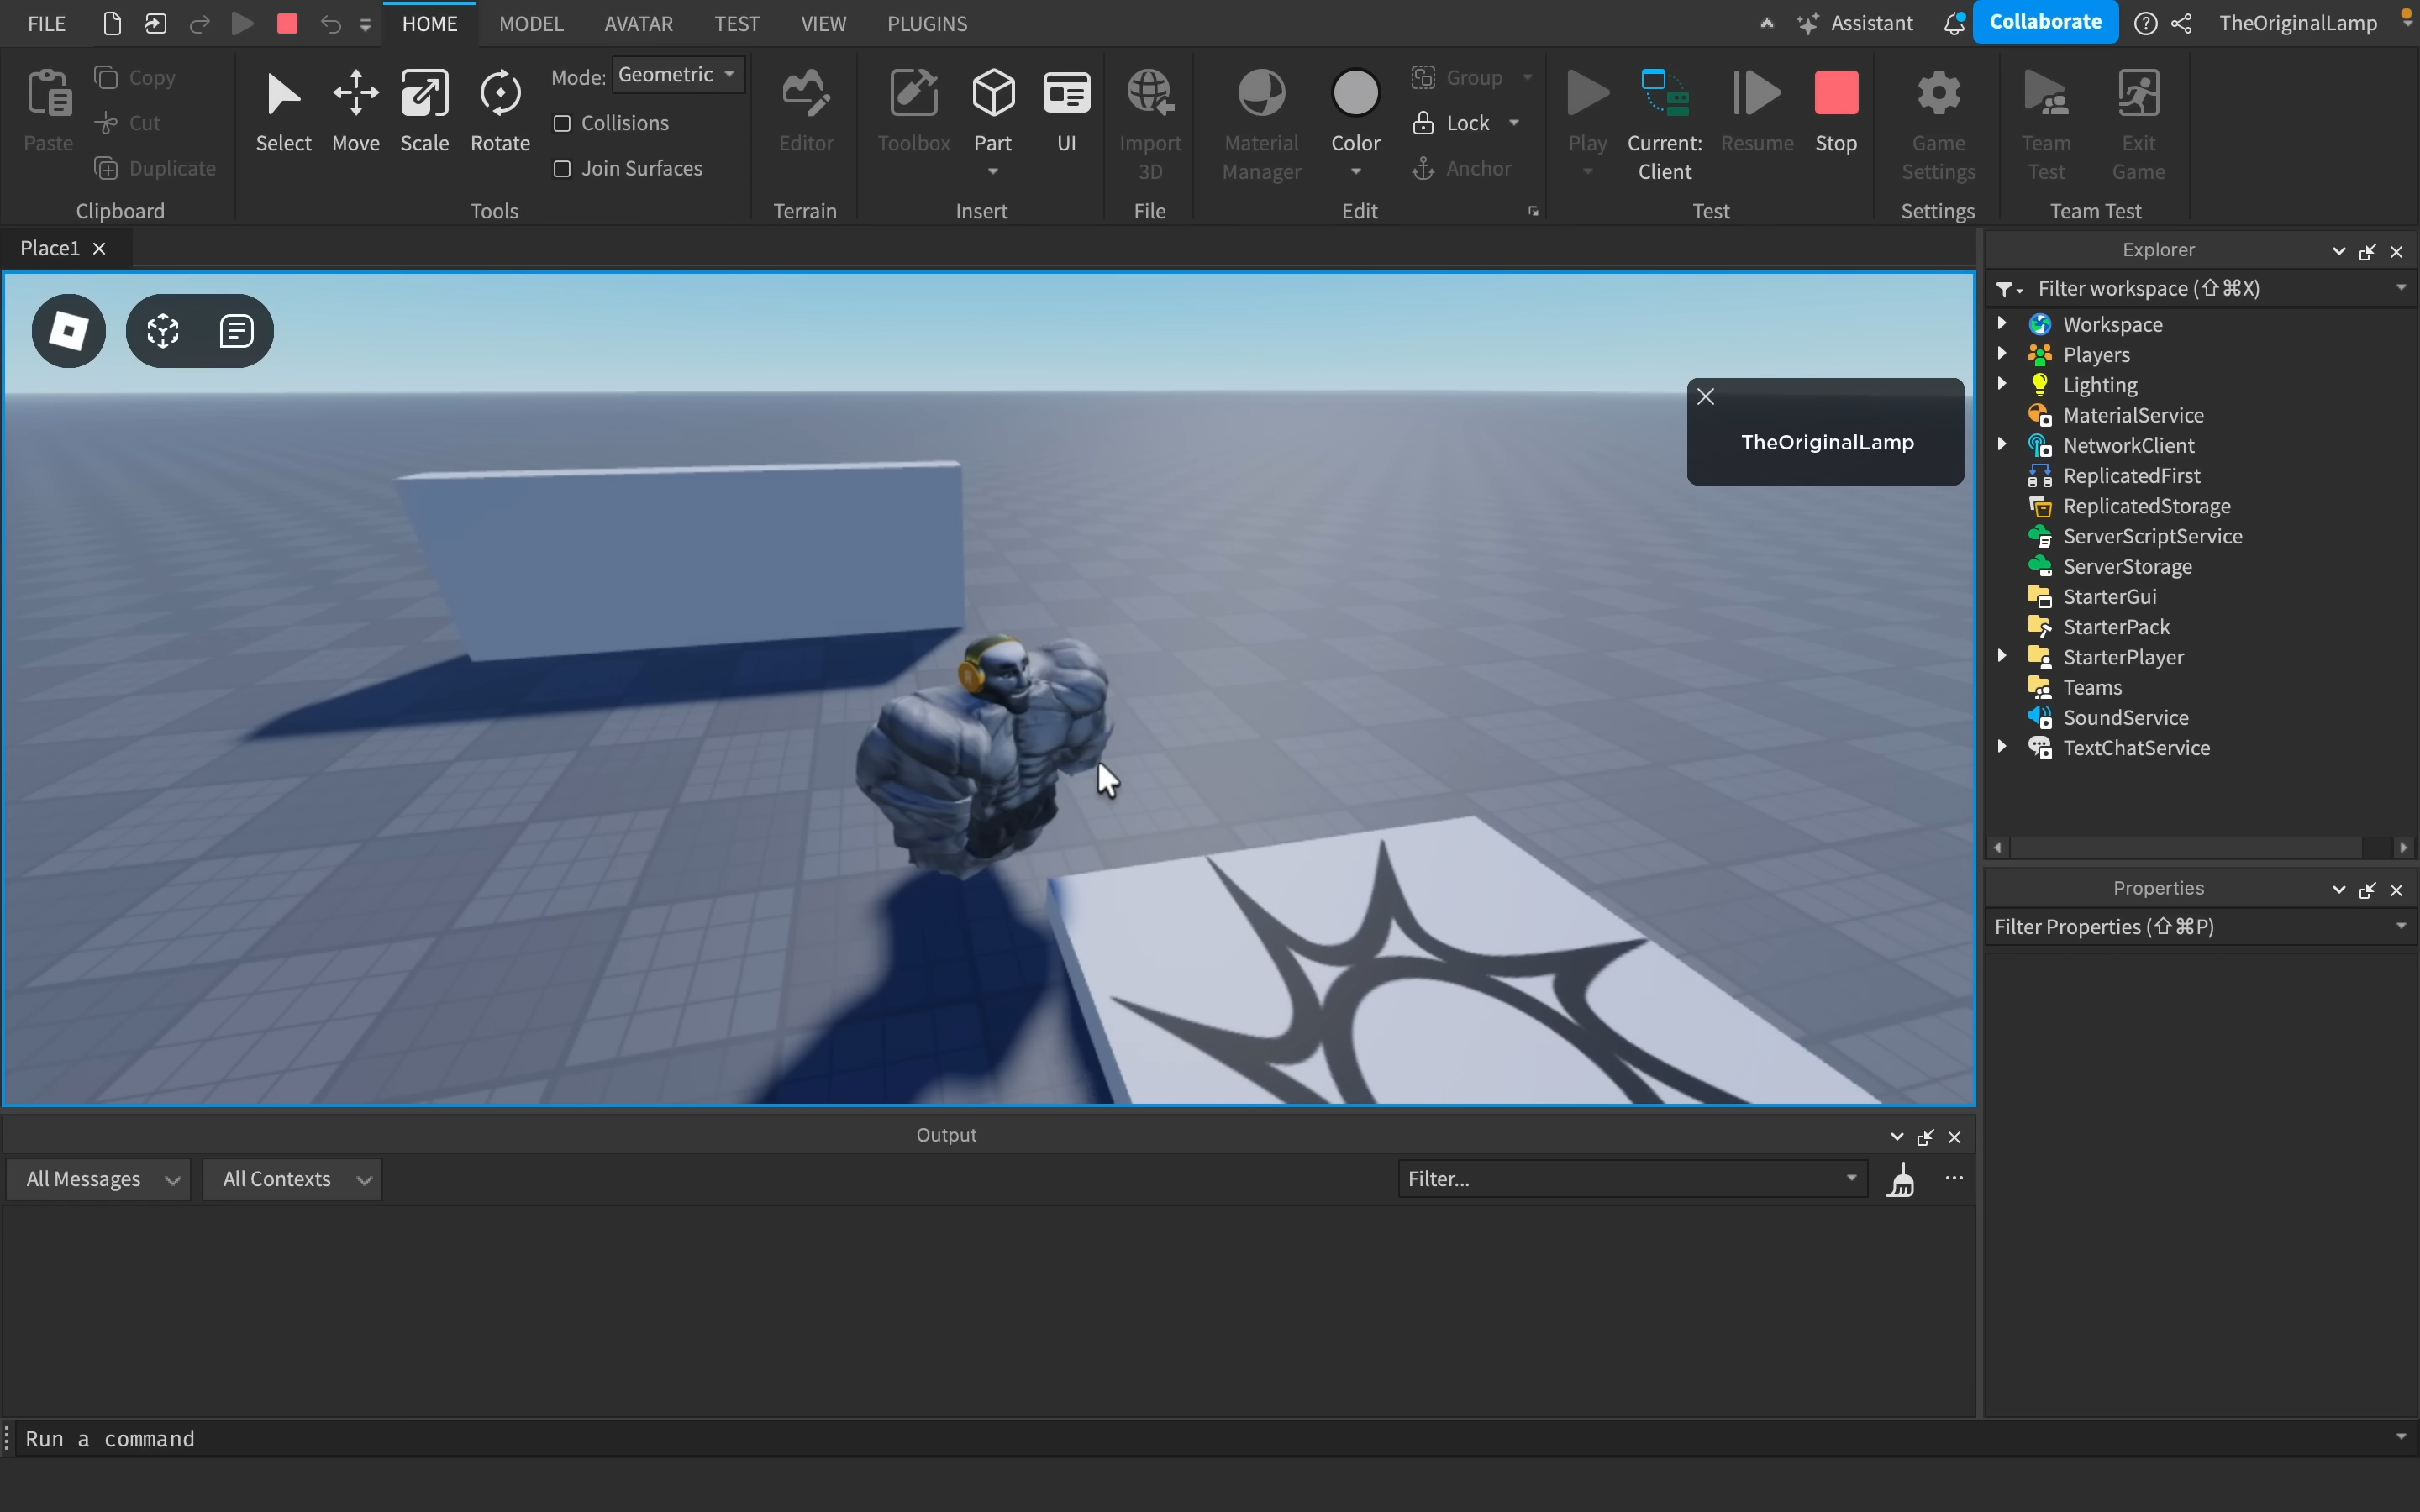 FILE
HOME
MODEL
AVATAR
TEST
VIEW
PLUGINS
Assistant
Collaborate
TheOriginalLamp
Paste
Copy
Cut
Duplicate
Clipboard
Select
Move
Scale
Rotate
Mode: Geometric
Collisions
Join Surfaces
Tools
Editor
Terrain
Toolbox
Part
UI
Insert
Import
3D
File
Material
Manager
Color
Group
Lock
Anchor
Edit
Play
Current:
Client
Resume
Stop
Test
Game
Settings
Settings
Team
Test
Exit
Game
Team Test
Place1
TheOriginalLamp
Explorer
Filter workspace (⇧⌘X)
Workspace
Players
Lighting
MaterialService
NetworkClient
ReplicatedFirst
ReplicatedStorage
ServerScriptService
ServerStorage
StarterGui
StarterPack
StarterPlayer
Teams
SoundService
TextChatService
Properties
Filter Properties (⇧⌘P)
Output
All Messages
All Contexts
Filter...
Run a command